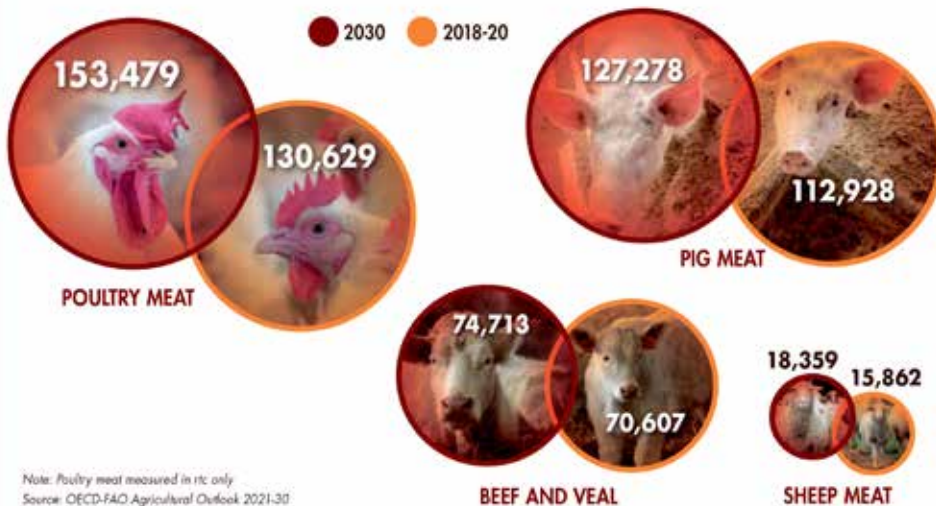 2030 2018-20
153,479
130,629
POULTRY MEAT
127,278
112,928
PIG MEAT
74,713
70,607
BEEF AND VEAL
18,359
15,862
SHEEP MEAT
Note: Poultry meat measured in rtc only
Source: OECD-FAO Agricultural Outlook 2021-30